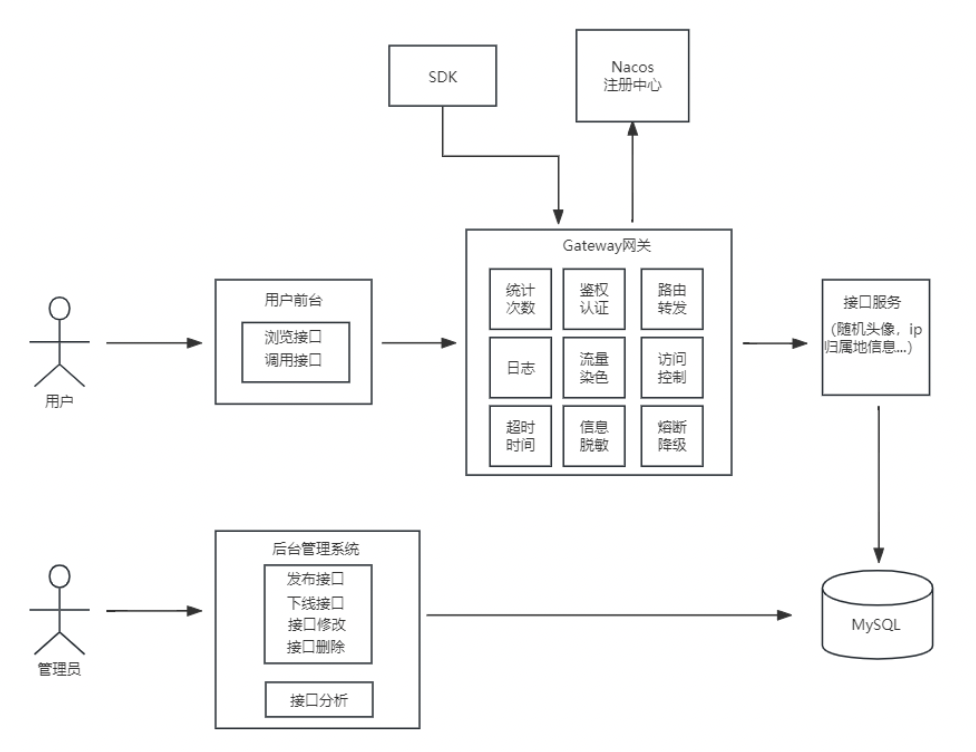 SDK
Nacos
注册中心
Gateway网关
统计
次数
鉴权
认证
路由
转发
日志
流量
染色
访问
控制
超时
时间
信息
脱敏
熔断
降级
用户前台
浏览接口
调用接口
用户
接口服务
（随机头像，ip
归属地信息...）
后台管理系统
发布接口
下线接口
接口修改
接口删除
接口分析
管理员
MySQL